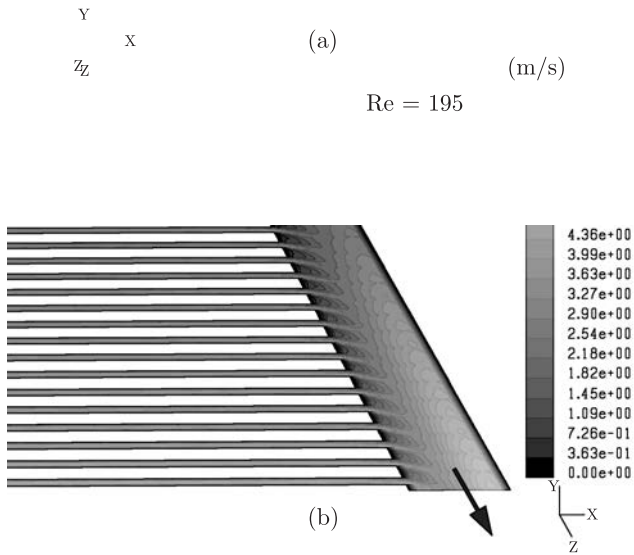 Y
X
Z
Z
(a)
(m/s)
Re = 195
4.36e+00
3.99e+00
3.63e+00
3.27e+00
2.90e+00
2.54e+00
2.18e+00
1.82e+00
1.45e+00
1.09e+00
7.26e-01
3.63e-01
0.00e+00
Y
X
Z
(b)